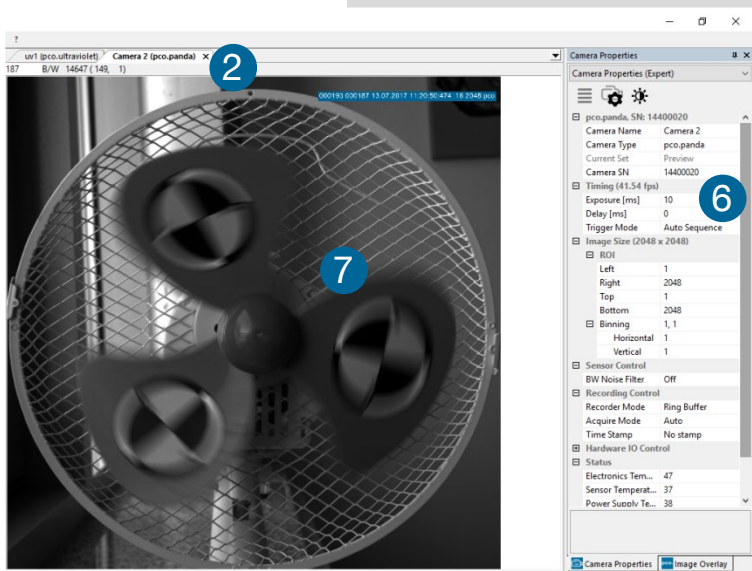 ?
uv1 (pco.ultraviolet) Camera 2 (pco.panda) X
2
187 B/W 14647 ( 149, 1)
000193 000187 13.07.2017 11:20:50:474 16 2048 pco
7
Camera Properties
Camera Properties (Expert)
pco.panda, SN: 14400020
Camera Name Camera 2
Camera Type pco.panda
Current Set Preview
Camera SN 14400020
Timing (41.54 fps)
6
Exposure [ms] 10
Delay [ms] 0
Trigger Mode Auto Sequence
Image Size (2048 x 2048)
ROI
Left 1
Right 2048
Top 1
Bottom 2048
Binning 1, 1
Horizontal 1
Vertical 1
Sensor Control
BW Noise Filter Off
Recording Control
Recorder Mode Ring Buffer
Acquire Mode Auto
Time Stamp No stamp
Hardware IO Control
Status
Electronics Tem... 47
Sensor Temperat... 37
Power Supply Te... 38
Camera Properties pco. Image Overlay